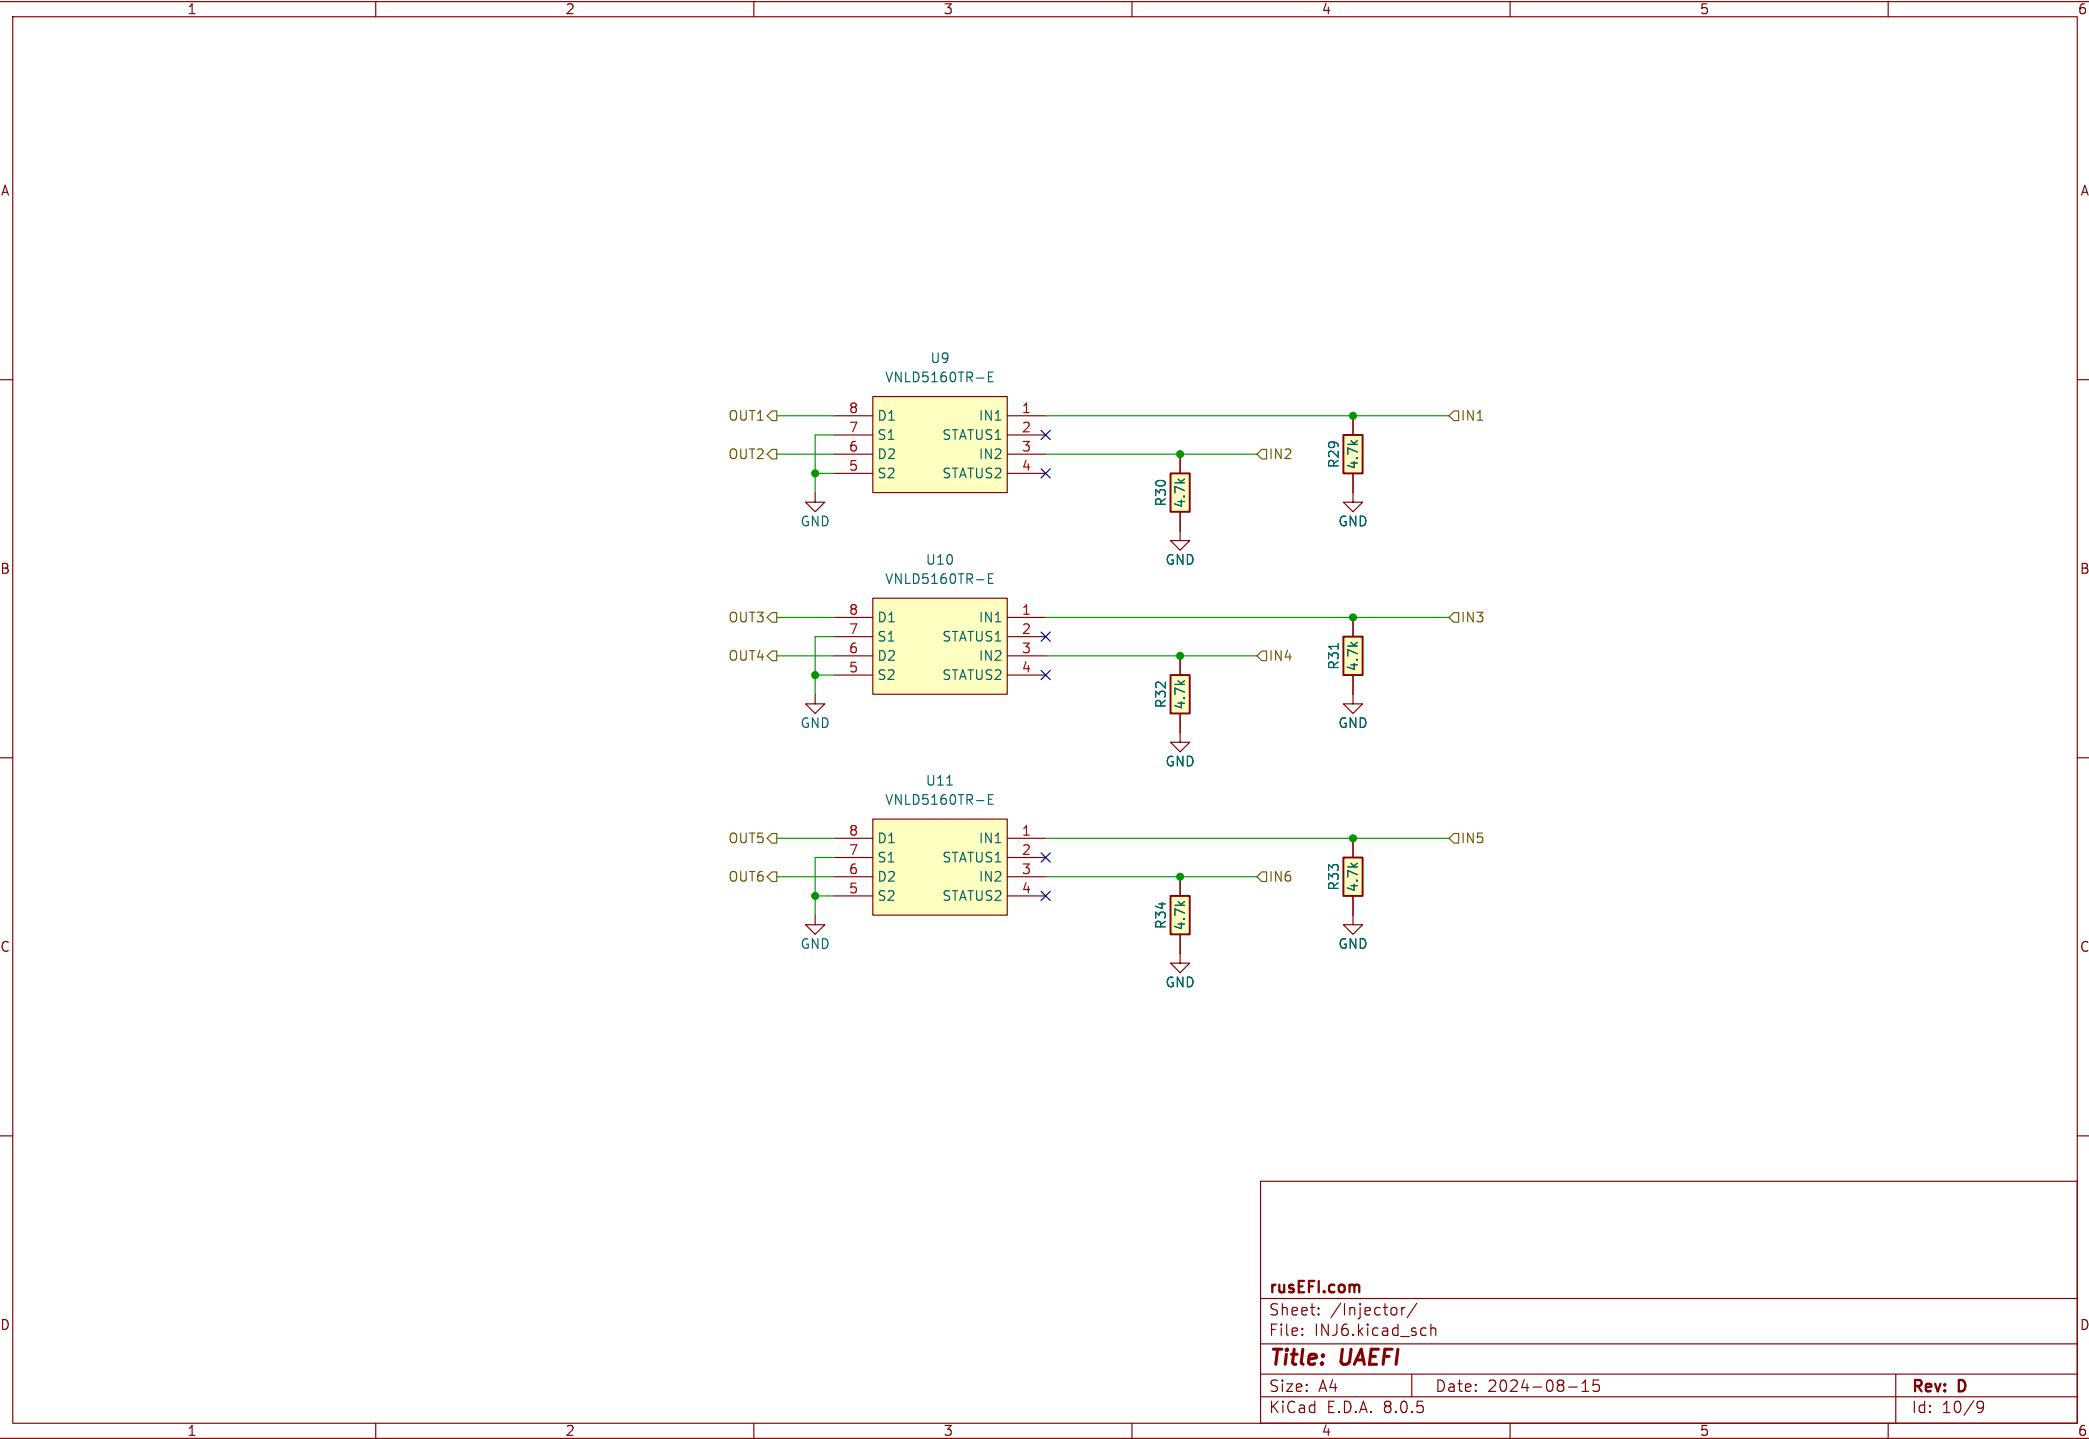 1 2 3 4 5 6
A A
U9
VNLD5160TR-E
OUT1 8 D1 IN1 1 IN1
7 S1 STATUS1 2
OUT2 6 D2 IN2 3 IN2
5 S2 STATUS2 4
R29 4.7k
R30 4.7k
GND GND
GND
B B
U10
VNLD5160TR-E
OUT3 8 D1 IN1 1 IN3
7 S1 STATUS1 2
OUT4 6 D2 IN2 3 IN4
5 S2 STATUS2 4
R31 4.7k
R32 4.7k
GND GND
GND
U11
VNLD5160TR-E
OUT5 8 D1 IN1 1 IN5
7 S1 STATUS1 2
OUT6 6 D2 IN2 3 IN6
5 S2 STATUS2 4
R33 4.7k
R34 4.7k
GND GND
C C
GND
rusEFI.com
Sheet: /Injector/
File: INJ6.kicad_sch
D D
Title: UAEFI
Size: A4 Date: 2024-08-15 Rev: D
KiCad E.D.A. 8.0.5 Id: 10/9
1 2 3 4 5 6